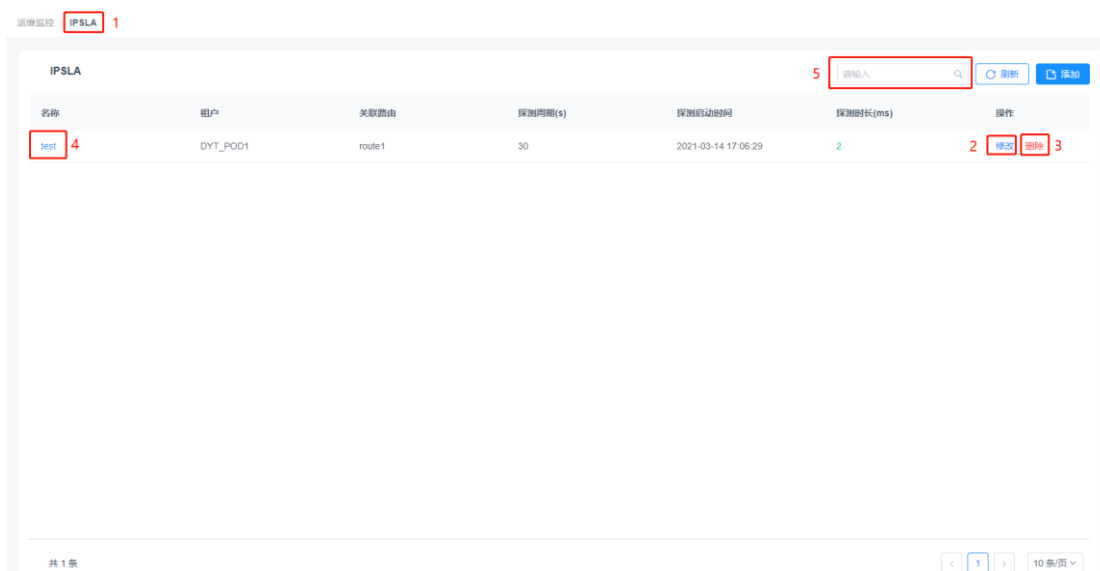 运维监控 IPSLA 1
IPSLA 5 请输入 刷新 添加
名称 租户 关联路由 探测周期(s) 探测启动时间 探测时长(ms) 操作
test 4 DYT_POD1 route1 30 2021-03-14 17:06:29 2 2 修改 删除 3
共 1 条 < 1 > 10 条/页